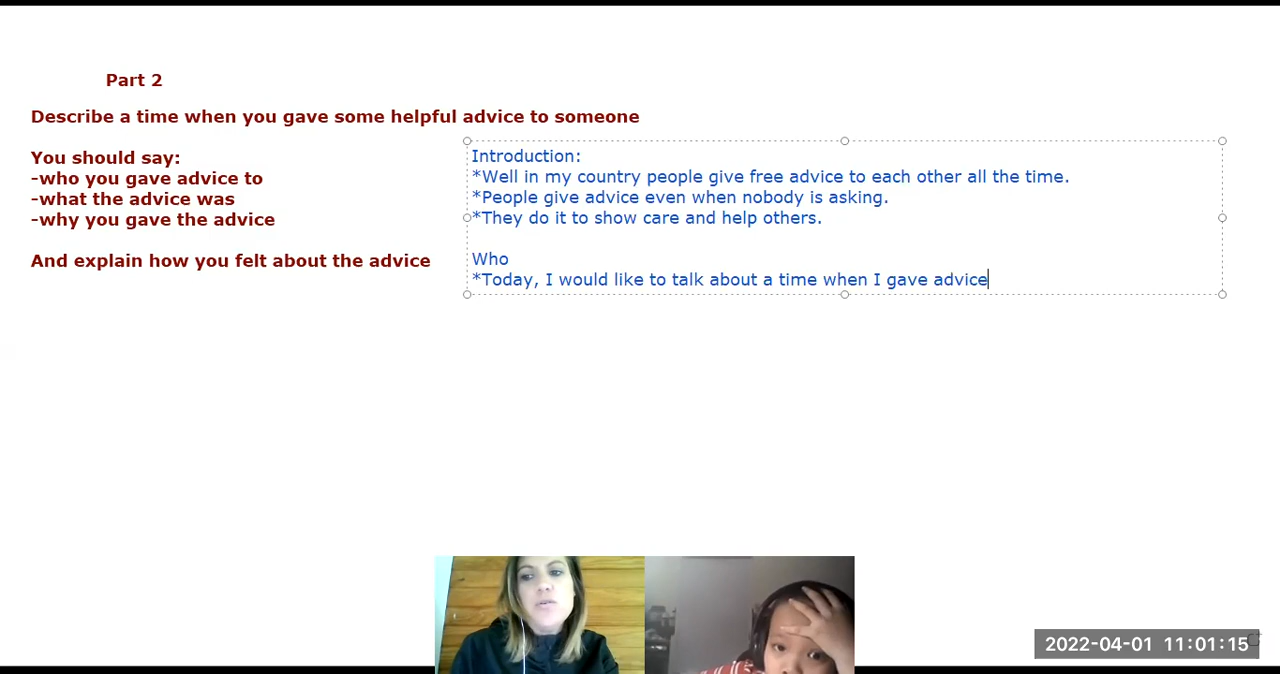 Part 2
Describe a time when you gave some helpful advice to someone
You should say:
-who you gave advice to
-what the advice was
-why you gave the advice
And explain how you felt about the advice
Introduction:
*Well in my country people give free advice to each other all the time.
*People give advice even when nobody is asking.
*They do it to show care and help others.
Who
*Today, I would like to talk about a time when I gave advice
2022-04-01 11:01:15